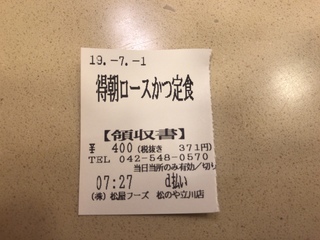 19.-7.-1
得朝ロースかつ定食
【領収書】
¥ 400(税抜き 371円)
TEL 042-548-0570
当日当所のみ有効/切り
07:27 d払い
(株) 松屋フーズ 松のや立川店